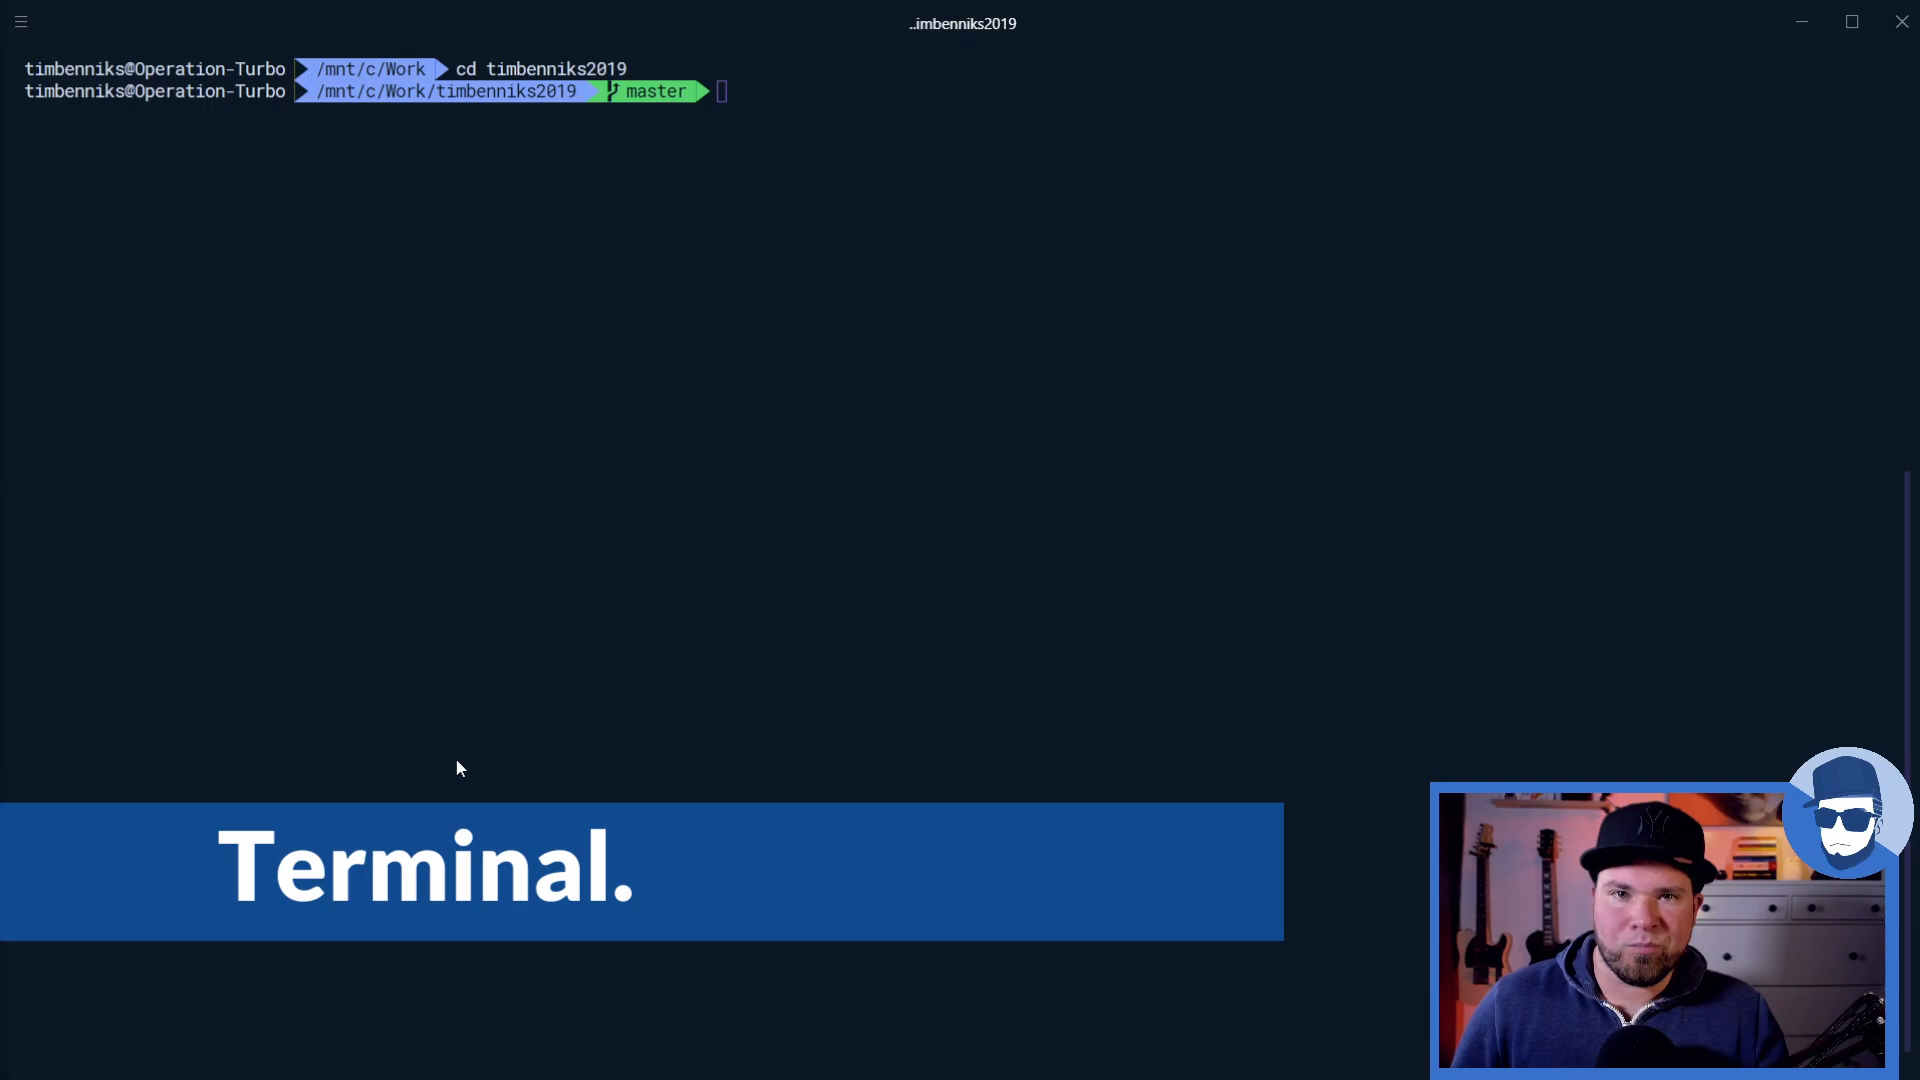 ..imbenniks2019
timbenniks@Operation-Turbo /mnt/c/Work cd timbenniks2019
timbenniks@Operation-Turbo /mnt/c/Work/timbenniks2019 master
Terminal.